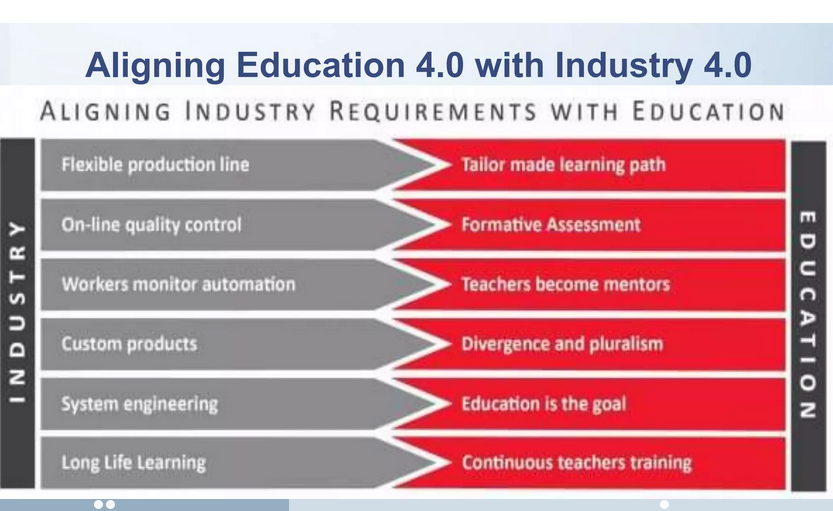 Aligning Education 4.0 with Industry 4.0
ALIGNING INDUSTRY REQUIREMENTS WITH EDUCATION
INDUSTRY
Flexible production line
Tailor made learning path
On-line quality control
Formative Assessment
Workers monitor automation
Teachers become mentors
Custom products
Divergence and pluralism
System engineering
Education is the goal
Long Life Learning
Continuous teachers training
EDUCATION